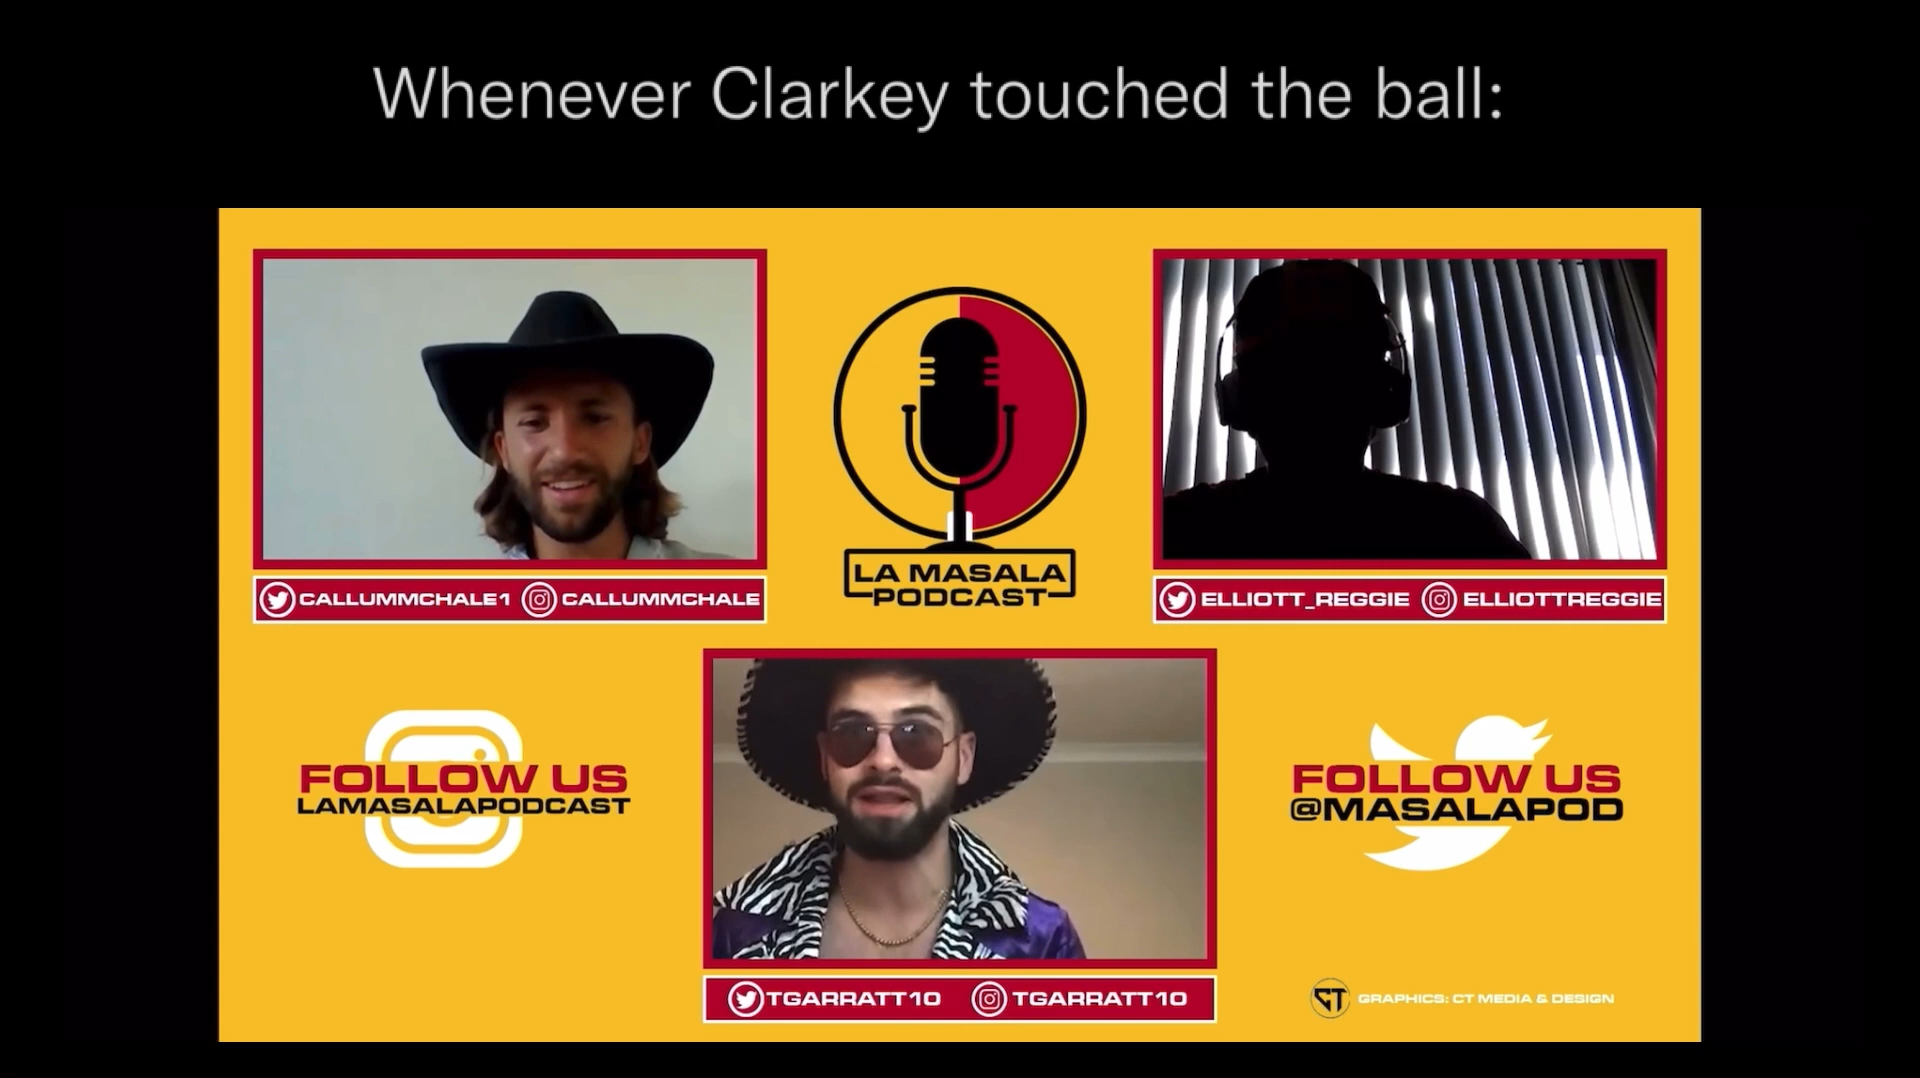 Whenever Clarkey touched the ball:
LA MASALA
PODCAST
CALLUMMCHALE1 CALLUMMCHALE
ELLIOTT_REGGIE ELLIOTTREGGIE
FOLLOW US
LAMASALAPODCAST
FOLLOW US
@MASALAPOD
TGARRATT10 TGARRATT10
CT GRAPHICS: CT MEDIA & DESIGN